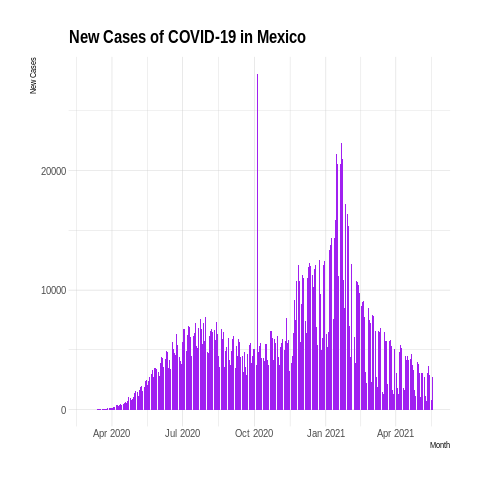 New Cases of COVID-19 in Mexico
New Cases
20000
10000
0
Apr 2020 Jul 2020 Oct 2020 Jan 2021 Apr 2021
Month